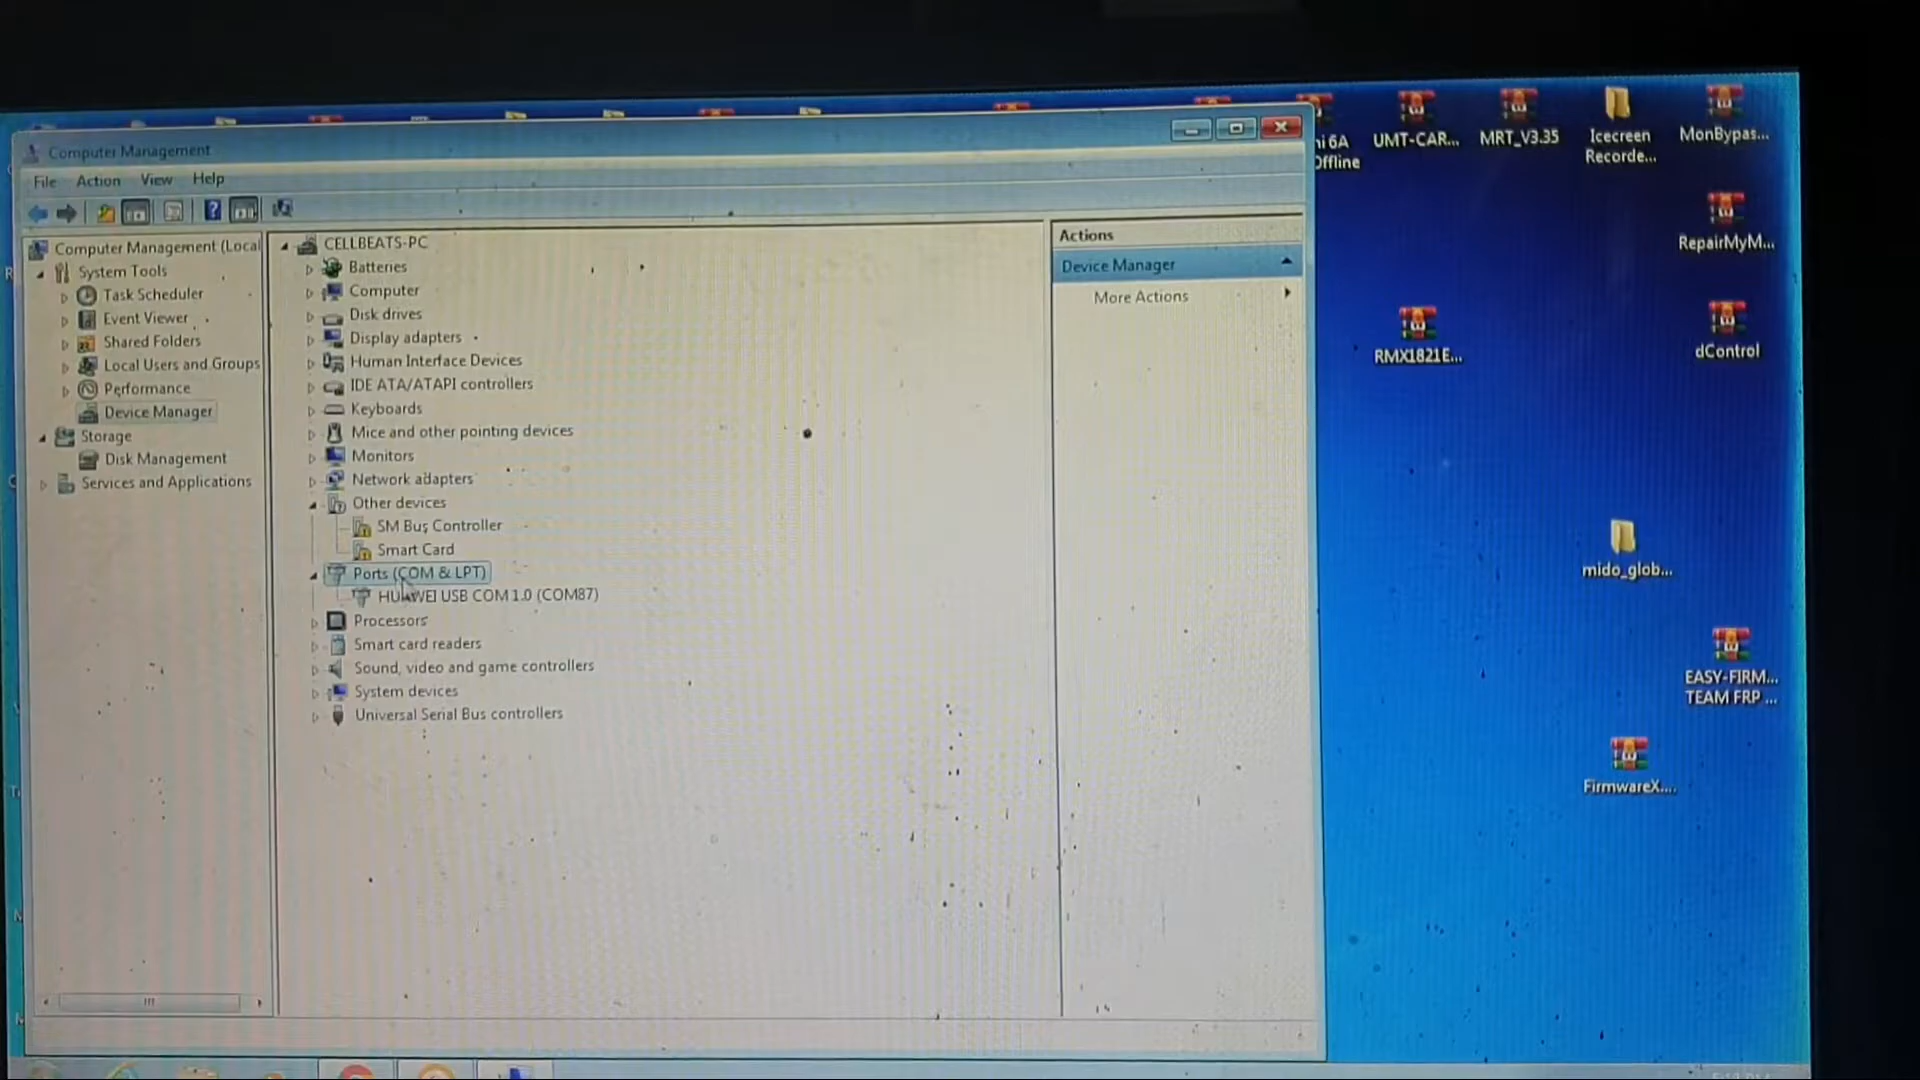 Computer Management
File Action View Help
Computer Management (Local
System Tools
Task Scheduler
Event Viewer
Shared Folders
Local Users and Groups
Performance
Device Manager
Storage
Disk Management
Services and Applications
CELLBEATS-PC
Batteries
Computer
Disk drives
Display adapters
Human Interface Devices
IDE ATA/ATAPI controllers
Keyboards
Mice and other pointing devices
Monitors
Network adapters
Other devices
SM Bus Controller
Smart Card
Ports (COM & LPT)
HUAWEI USB COM 1.0 (COM87)
Processors
Smart card readers
Sound, video and game controllers
System devices
Universal Serial Bus controllers
Actions
Device Manager
More Actions
6A
Offline
UMT-CAR...
MRT_V3.35
Icecreen
Recorde...
MonBypas...
RepairMyM...
RMX1821E...
dControl
mido_glob...
EASY-FIRM...
TEAM FRP ...
FirmwareX....